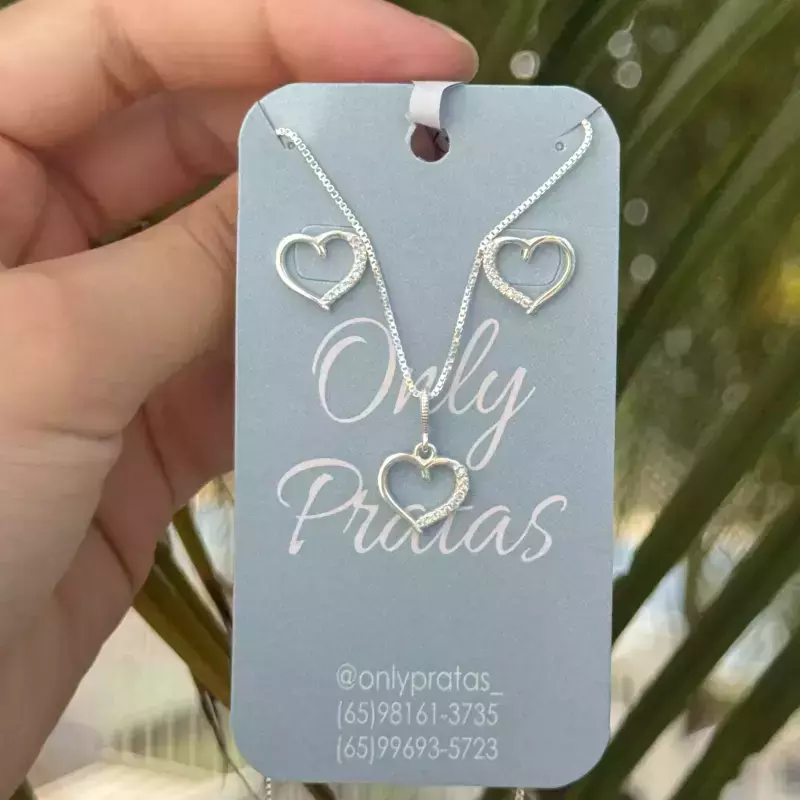 Only
Pratas
@onlypratas_
(65)98161-3735
(65)99693-5723